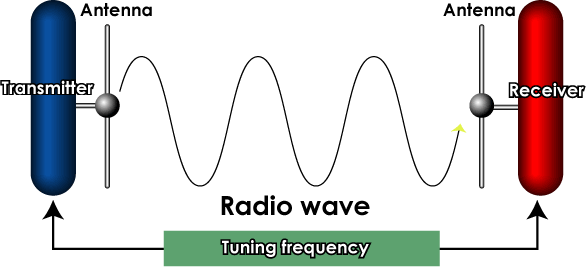 Antenna
Antenna
Transmitter
Receiver
Radio wave
Tuning frequency